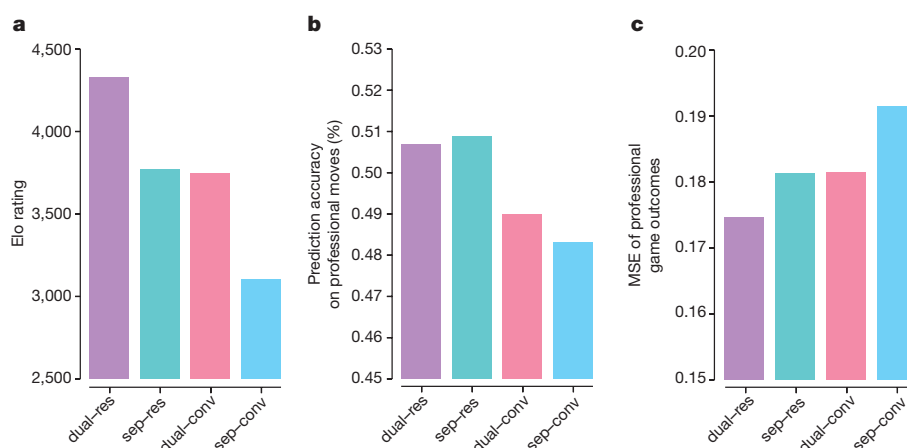 a
Elo rating
4,500
4,000
3,500
3,000
2,500
dual–res
sep–res
dual–conv
sep–conv
b
Prediction accuracy
on professional moves (%)
0.53
0.52
0.51
0.50
0.49
0.48
0.47
0.46
0.45
dual–res
sep–res
dual–conv
sep–conv
c
MSE of professional
game outcomes
0.20
0.19
0.18
0.17
0.16
0.15
dual–res
sep–res
dual–conv
sep–conv